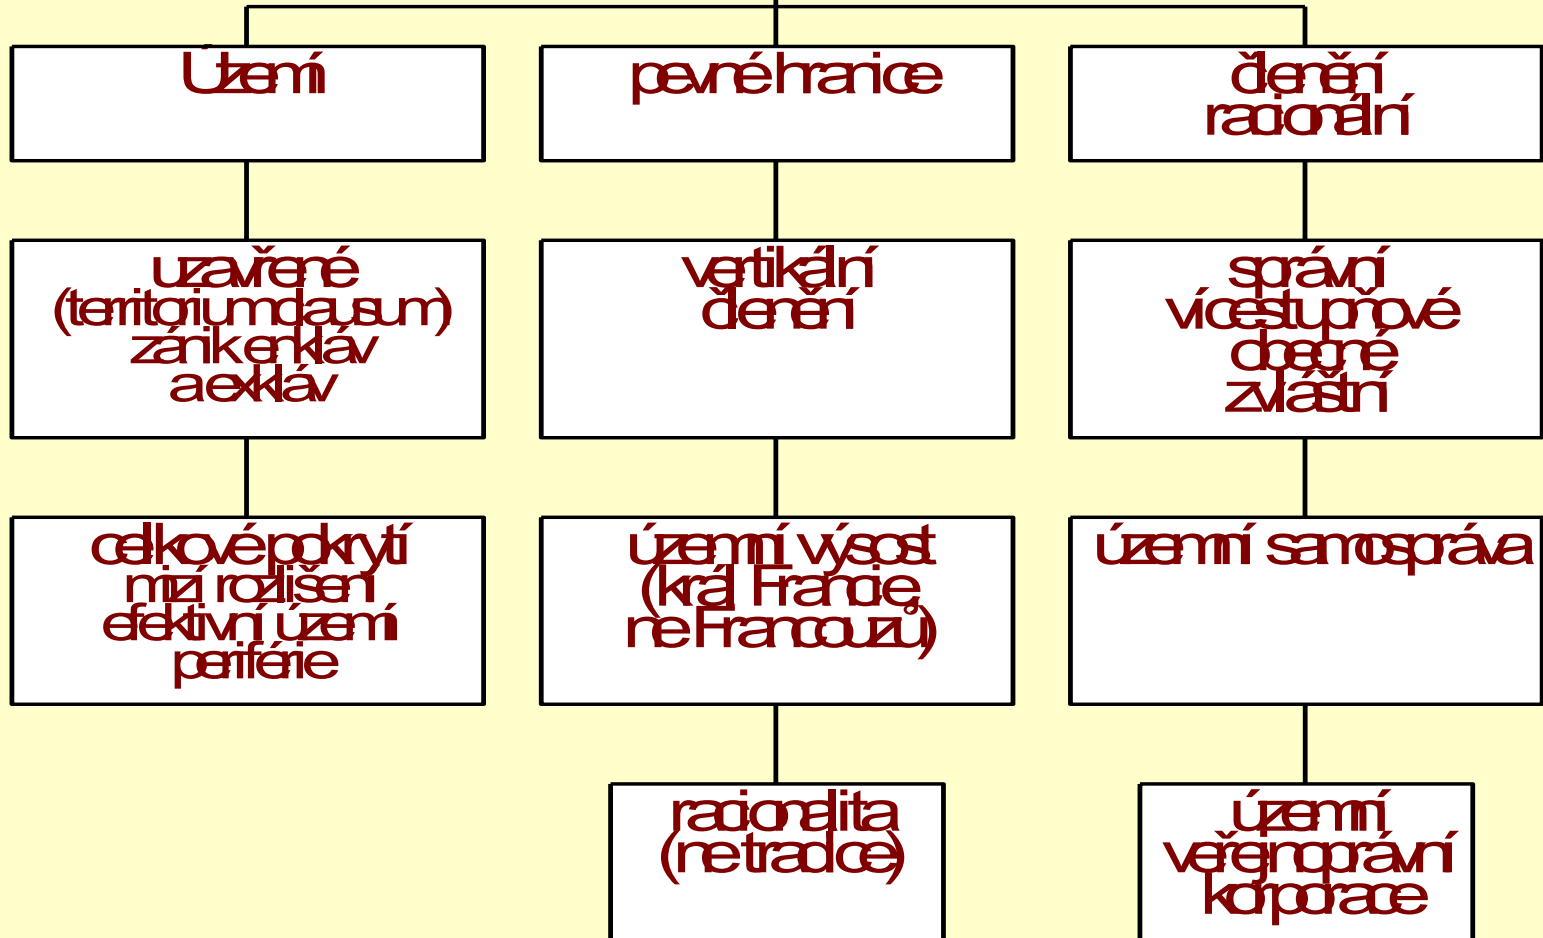 Území
pevné hranice
členění
racionální
uzavřené
(territorium clausum)
zánik enkláv
a exkláv
vertikální
členění
správní
vícestupňové
obecné
zvláštní
celkové pokrytí
mizí rozlišení
efektivní území
periférie
územní výsost
(král Francie,
ne Francouzů)
územní samospráva
racionalita
(ne tradce)
územní
veřejnoprávní
korporace